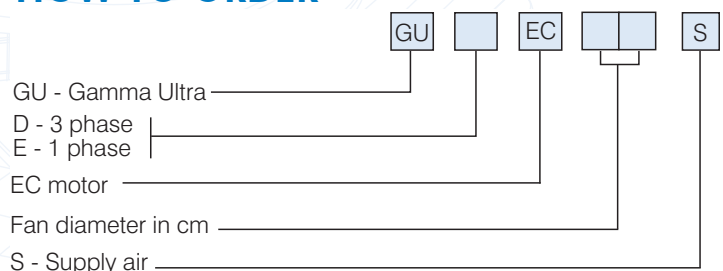 HOW TO ORDER
GU EC S
GU - Gamma Ultra
D - 3 phase
E - 1 phase
EC motor
Fan diameter in cm
S - Supply air